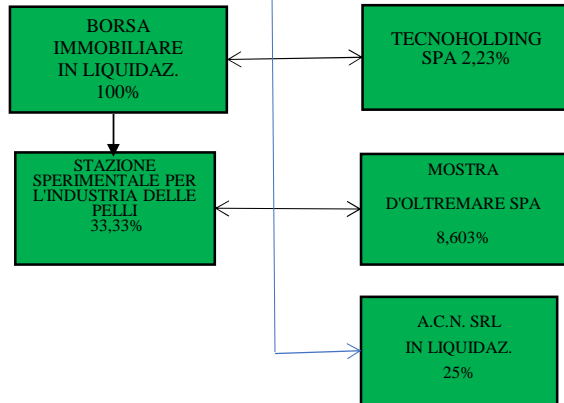 BORSA
IMMOBILIARE
IN LIQUIDAZ.
100%
TECNOHOLDING
SPA 2,23%
STAZIONE
SPERIMENTALE PER
L'INDUSTRIA DELLE
PELLI
33,33%
MOSTRA
D'OLTREMARE SPA
8,603%
A.C.N. SRL
IN LIQUIDAZ.
25%